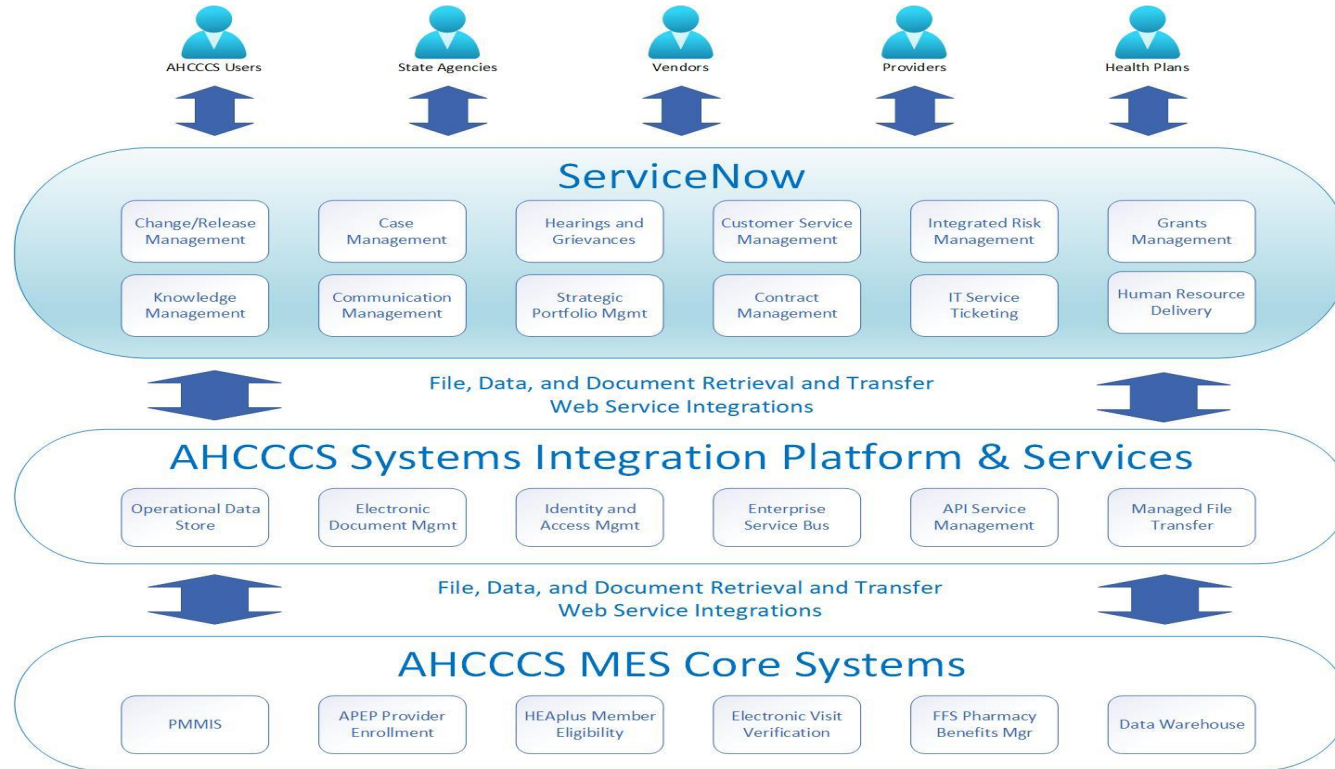 AHCCCS Users
State Agencies
Vendors
Providers
Health Plans
ServiceNow
Change/Release
Management
Case
Management
Hearings and
Grievances
Customer Service
Management
Integrated Risk
Management
Grants
Management
Knowledge
Management
Communication
Management
Strategic
Portfolio Mgmt
Contract
Management
IT Service
Ticketing
Human Resource
Delivery
File, Data, and Document Retrieval and Transfer
Web Service Integrations
AHCCCS Systems Integration Platform & Services
Operational Data
Store
Electronic
Document Mgmt
Identity and
Access Mgmt
Enterprise
Service Bus
API Service
Management
Managed File
Transfer
File, Data, and Document Retrieval and Transfer
Web Service Integrations
AHCCCS MES Core Systems
PMMIS
APEP Provider
Enrollment
HEAplus Member
Eligibility
Electronic Visit
Verification
FFS Pharmacy
Benefits Mgr
Data Warehouse